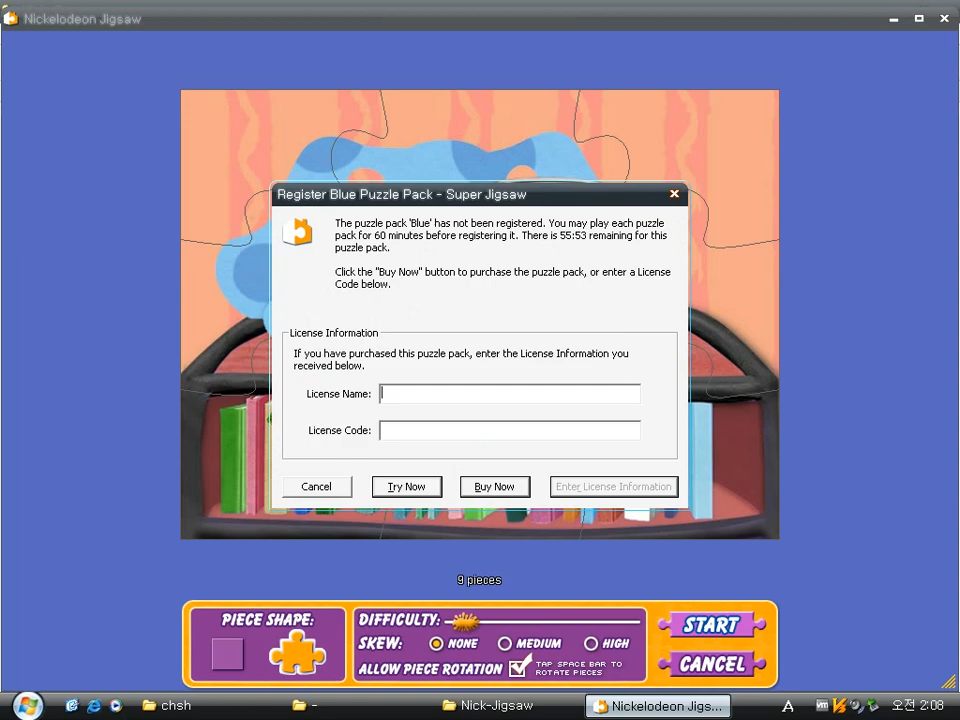 Nickelodeon Jigsaw
Register Blue Puzzle Pack - Super Jigsaw
The puzzle pack 'Blue' has not been registered. You may play each puzzle
pack for 60 minutes before registering it. There is 55:53 remaining for this
puzzle pack.
Click the "Buy Now" button to purchase the puzzle pack, or enter a License
Code below.
License Information
If you have purchased this puzzle pack, enter the License Information you
received below.
License Name:
License Code:
Cancel Try Now Buy Now Enter License Information
9 pieces
PIECE SHAPE:
DIFFICULTY:
SKEW: NONE MEDIUM HIGH
ALLOW PIECE ROTATION TAP SPACE BAR TO
ROTATE PIECES
START
CANCEL
chsh - Nick-Jigsaw Nickelodeon Jigs... A 오전 2:08